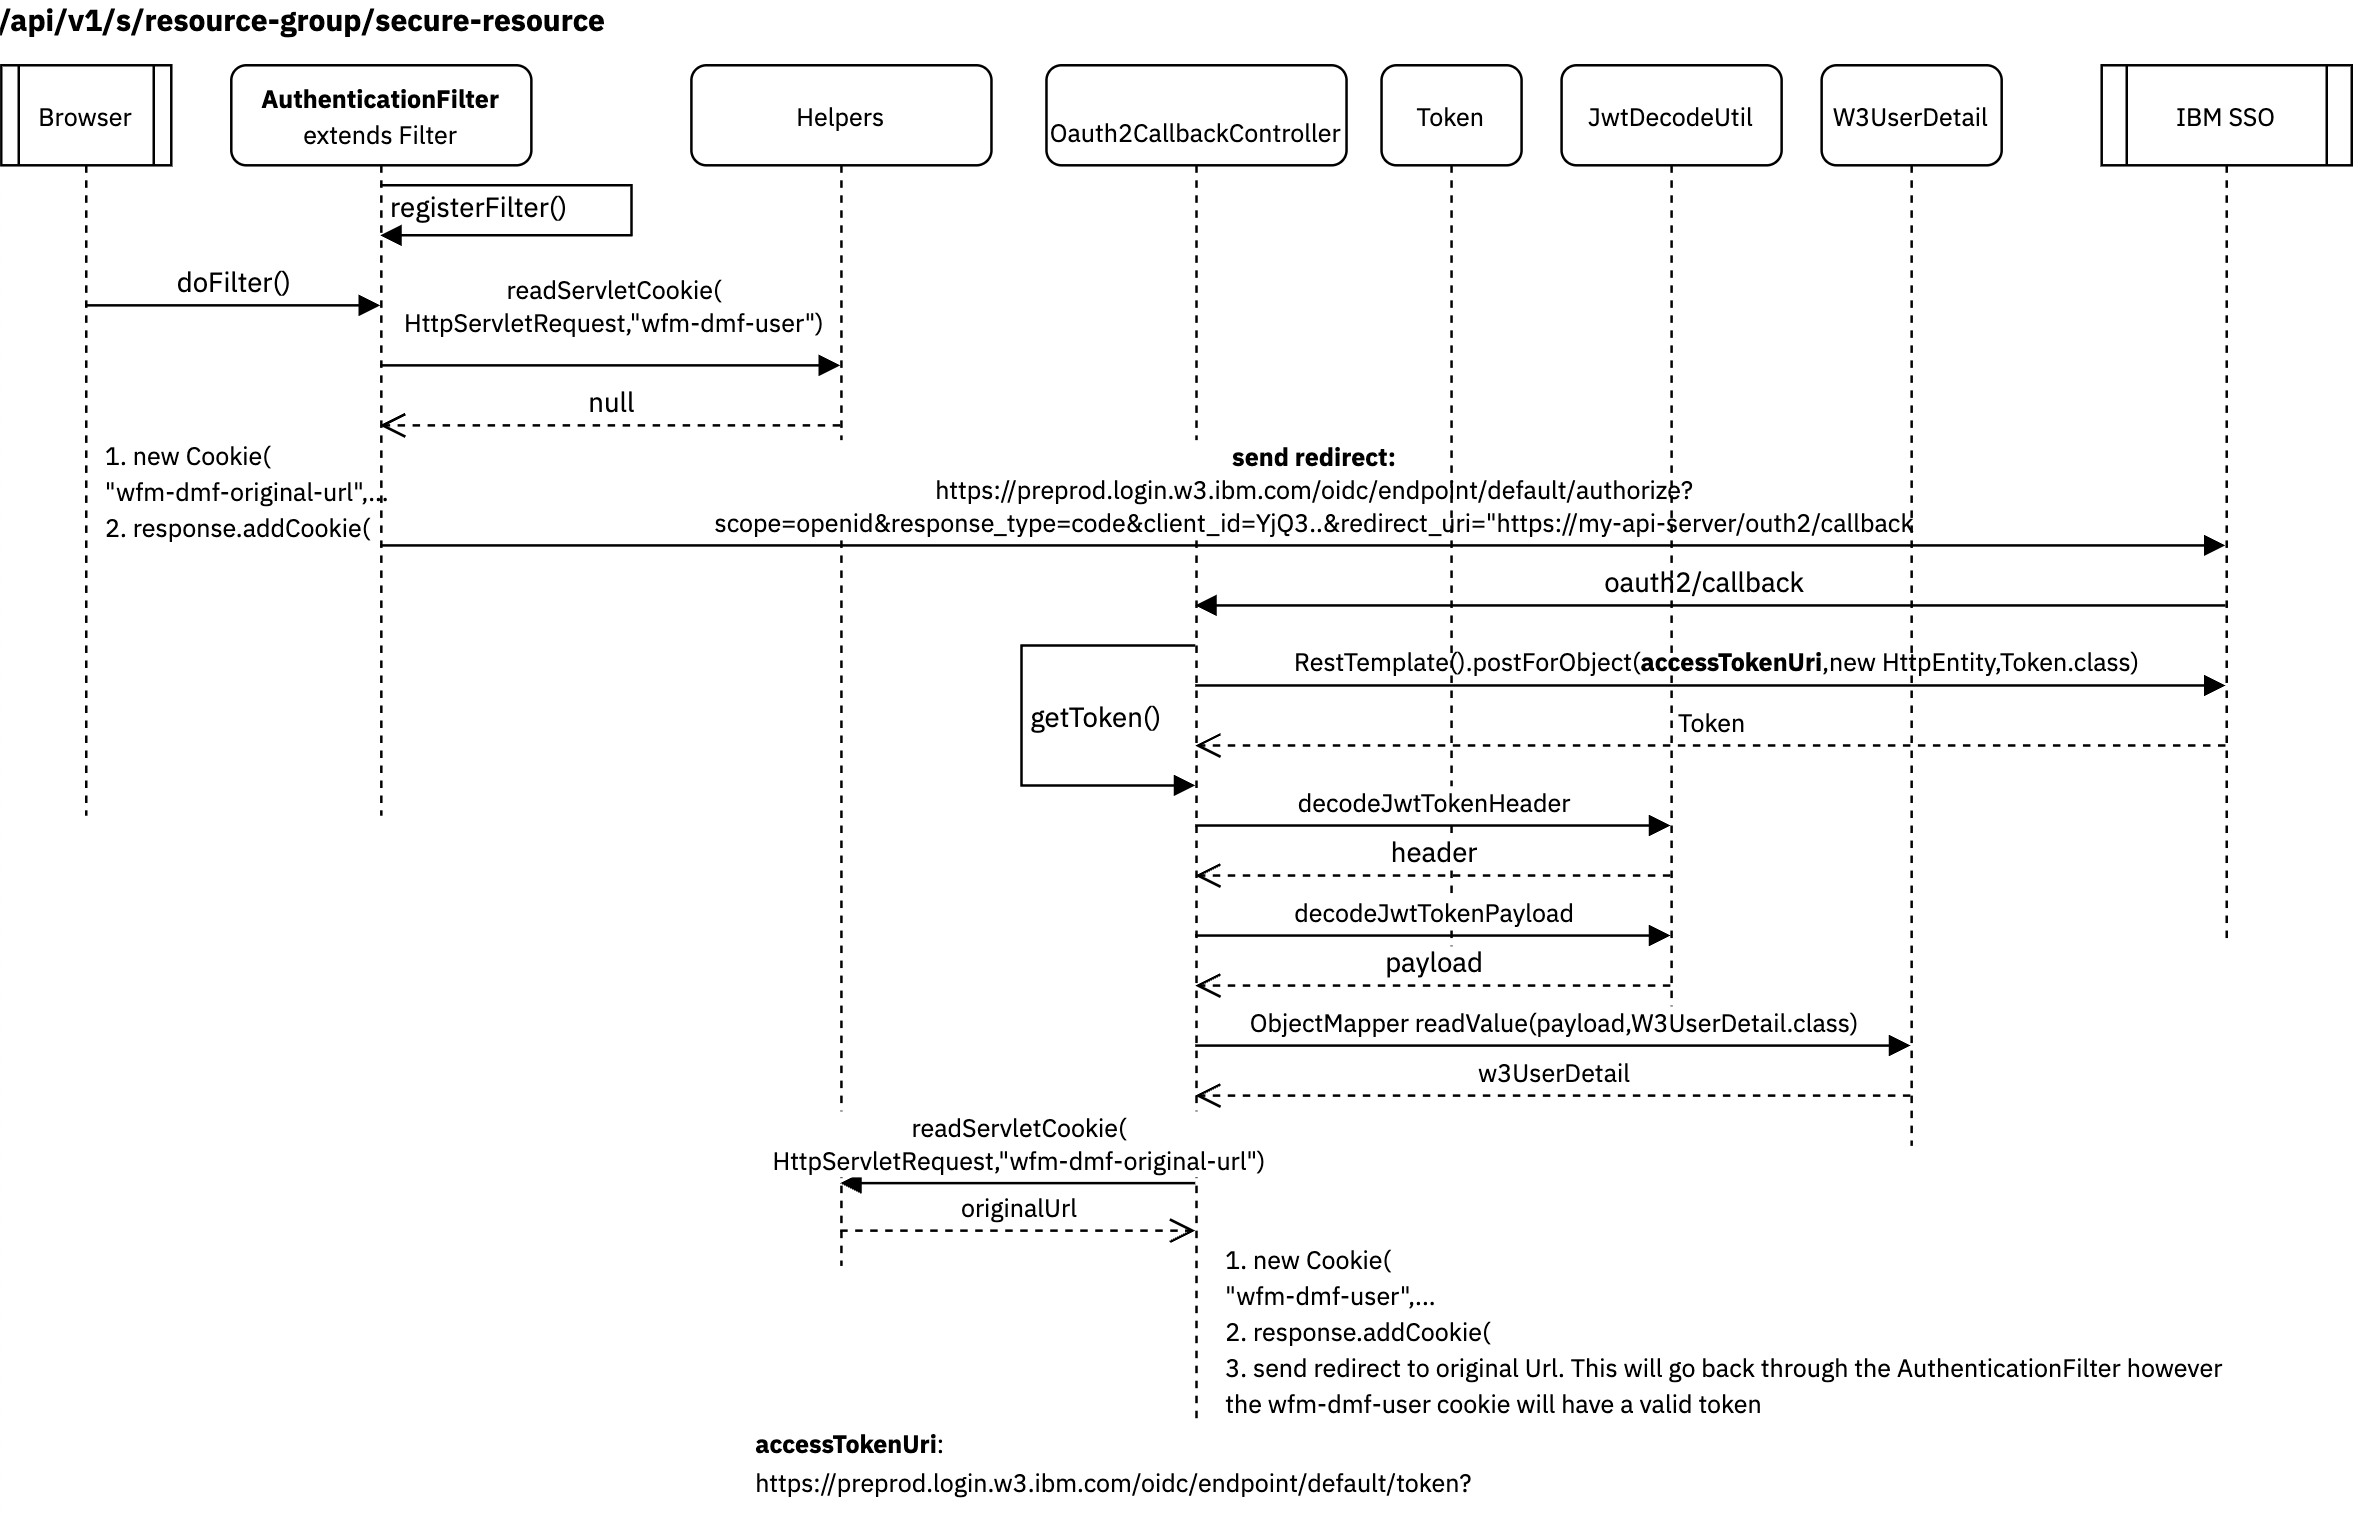 /api/v1/s/resource-group/secure-resource
Browser
AuthenticationFilter
extends Filter
Helpers
Oauth2CallbackController
Token
JwtDecodeUtil
W3UserDetail
IBM SSO
registerFilter()
doFilter()
readServletCookie(
HttpServletRequest,"wfm-dmf-user")
null
1. new Cookie(
"wfm-dmf-original-url",...
2. response.addCookie(
send redirect:
https://preprod.login.w3.ibm.com/oidc/endpoint/default/authorize?
scope=openid&response_type=code&client_id=YjQ3..&redirect_uri="https://my-api-server/outh2/callback
oauth2/callback
RestTemplate().postForObject(accessTokenUri,new HttpEntity,Token.class)
getToken()
Token
decodeJwtTokenHeader
header
decodeJwtTokenPayload
payload
ObjectMapper readValue(payload,W3UserDetail.class)
w3UserDetail
readServletCookie(
HttpServletRequest,"wfm-dmf-original-url")
originalUrl
1. new Cookie(
"wfm-dmf-user",...
2. response.addCookie(
3. send redirect to original Url. This will go back through the AuthenticationFilter however
the wfm-dmf-user cookie will have a valid token
accessTokenUri:
https://preprod.login.w3.ibm.com/oidc/endpoint/default/token?